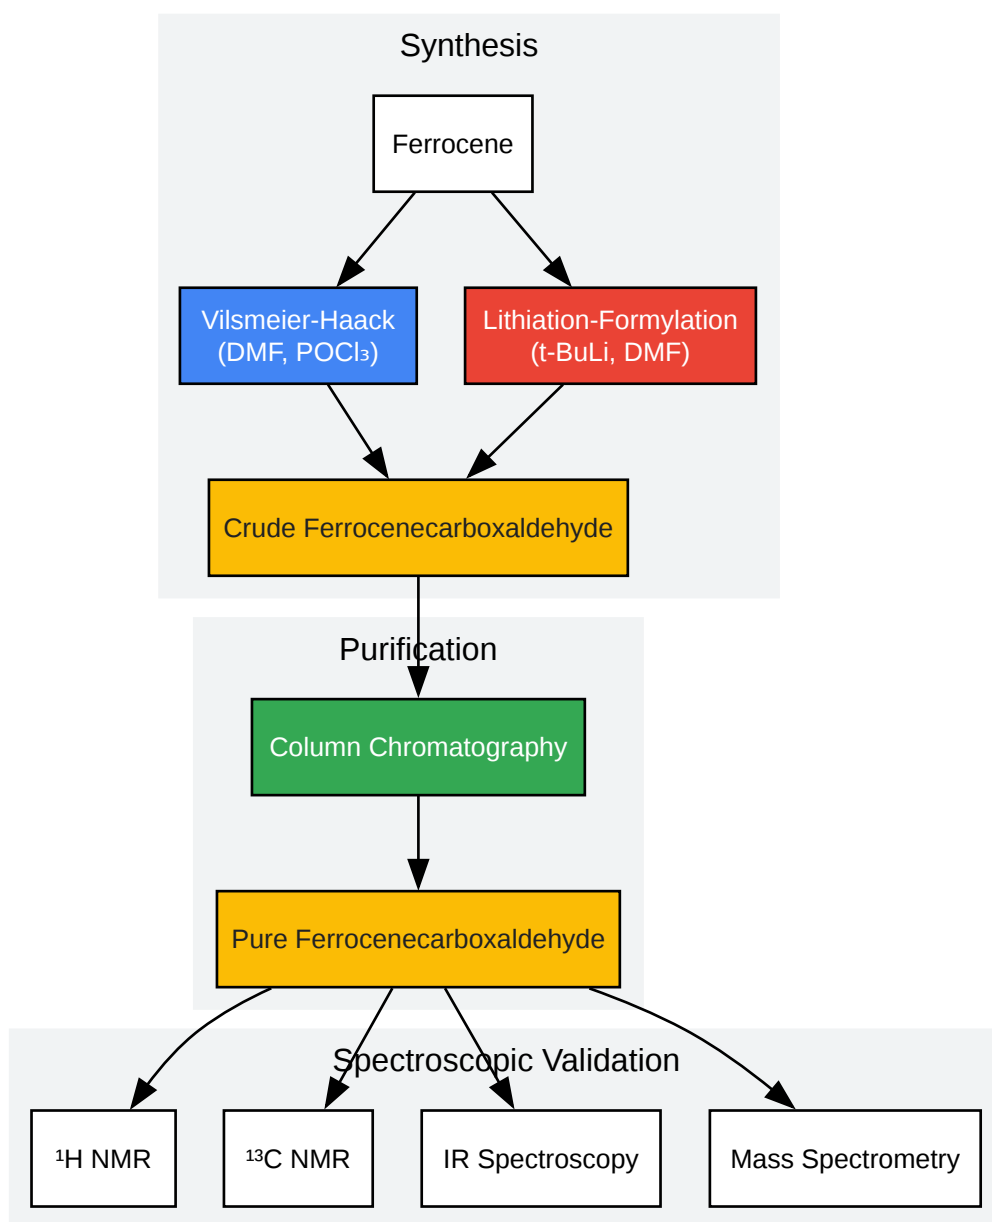 Synthesis
Ferrocene
Vilsmeier-Haack
(DMF, POCl₃)
Lithiation-Formylation
(t-BuLi, DMF)
Crude Ferrocenecarboxaldehyde
Purification
Column Chromatography
Pure Ferrocenecarboxaldehyde
Spectroscopic Validation
¹H NMR
¹³C NMR
IR Spectroscopy
Mass Spectrometry